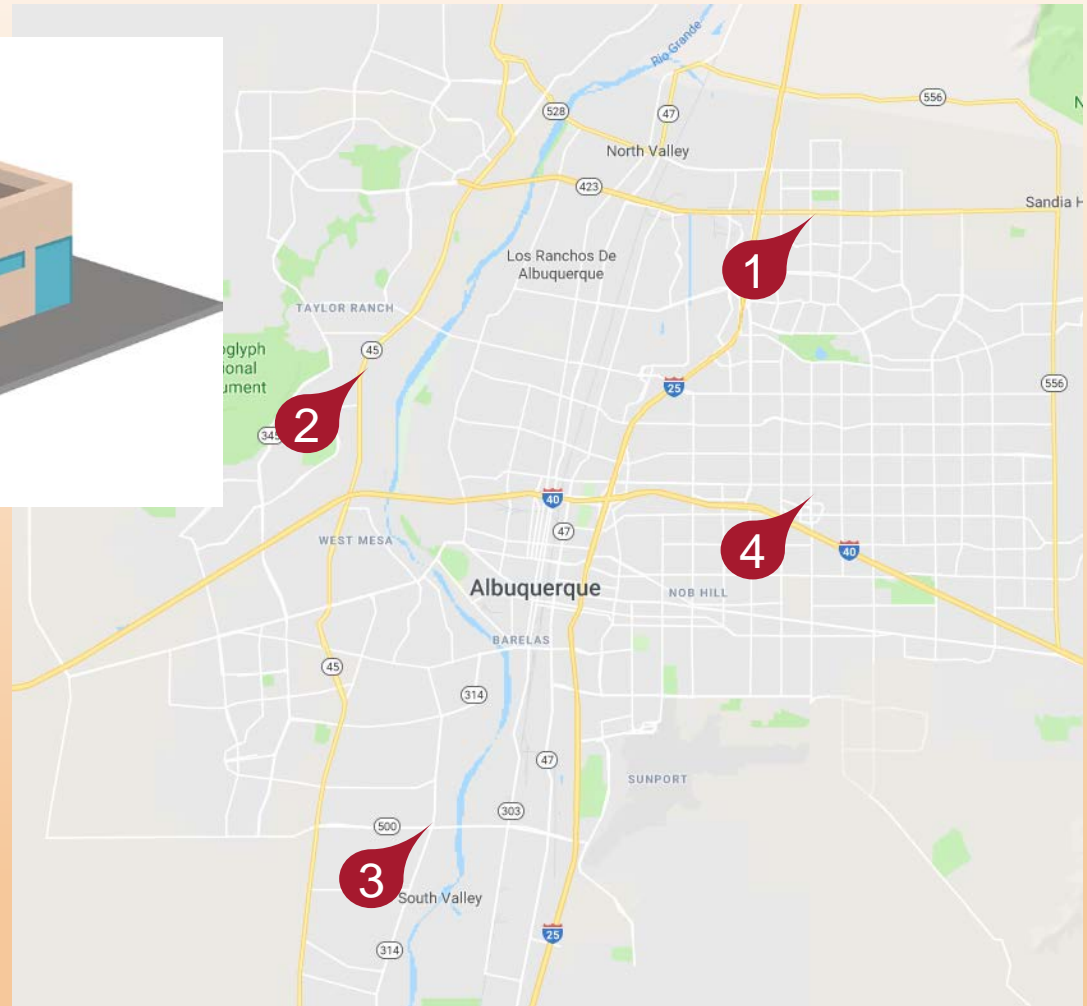 Rio Grande
556
528
47
North Valley
N
423
Sandia H
1
Los Ranchos De
Albuquerque
TAYLOR RANCH
45
oglyph
ional
ument
25
556
2
345
40
47
4
40
WEST MESA
Albuquerque
NOB HILL
BARELAS
45
314
47
SUNPORT
303
500
3
South Valley
25
314